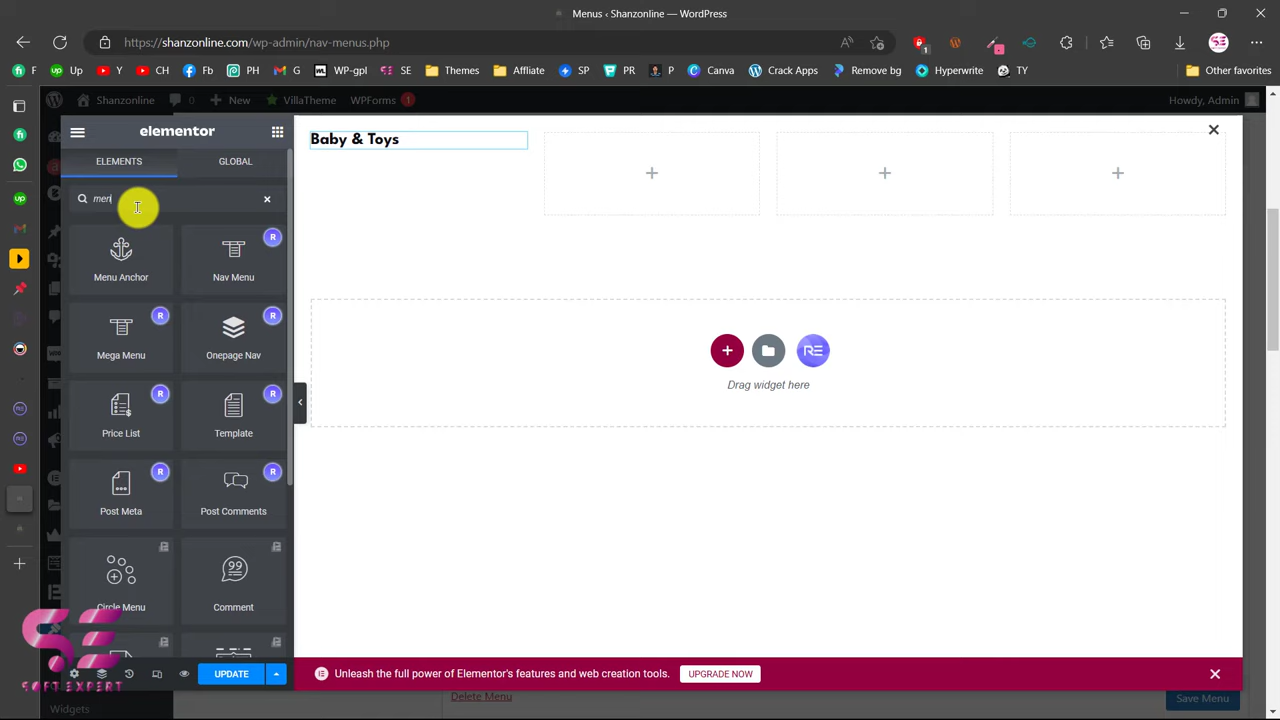 Menus ‹ Shanzonline — WordPress
https://shanzonline.com/wp-admin/nav-menus.php
1
F
Up
Y
CH
Fb
PH
G
WP-gpl
SE
Themes
Affliate
SP
PR
P
Canva
Crack Apps
Remove bg
Hyperwrite
TY
Other favorites
Shanzonline
0
New
VillaTheme
WPForms
1
Howdy, Admin
elementor
ELEMENTS
GLOBAL
men
Menu Anchor
Nav Menu
Mega Menu
Onepage Nav
Price List
Template
Post Meta
Post Comments
Circle Menu
Comment
UPDATE
Baby & Toys
Drag widget here
Unleash the full power of Elementor's features and web creation tools.
UPGRADE NOW
Delete Menu
Save Menu
Widgets
SE
SOFT EXPERT